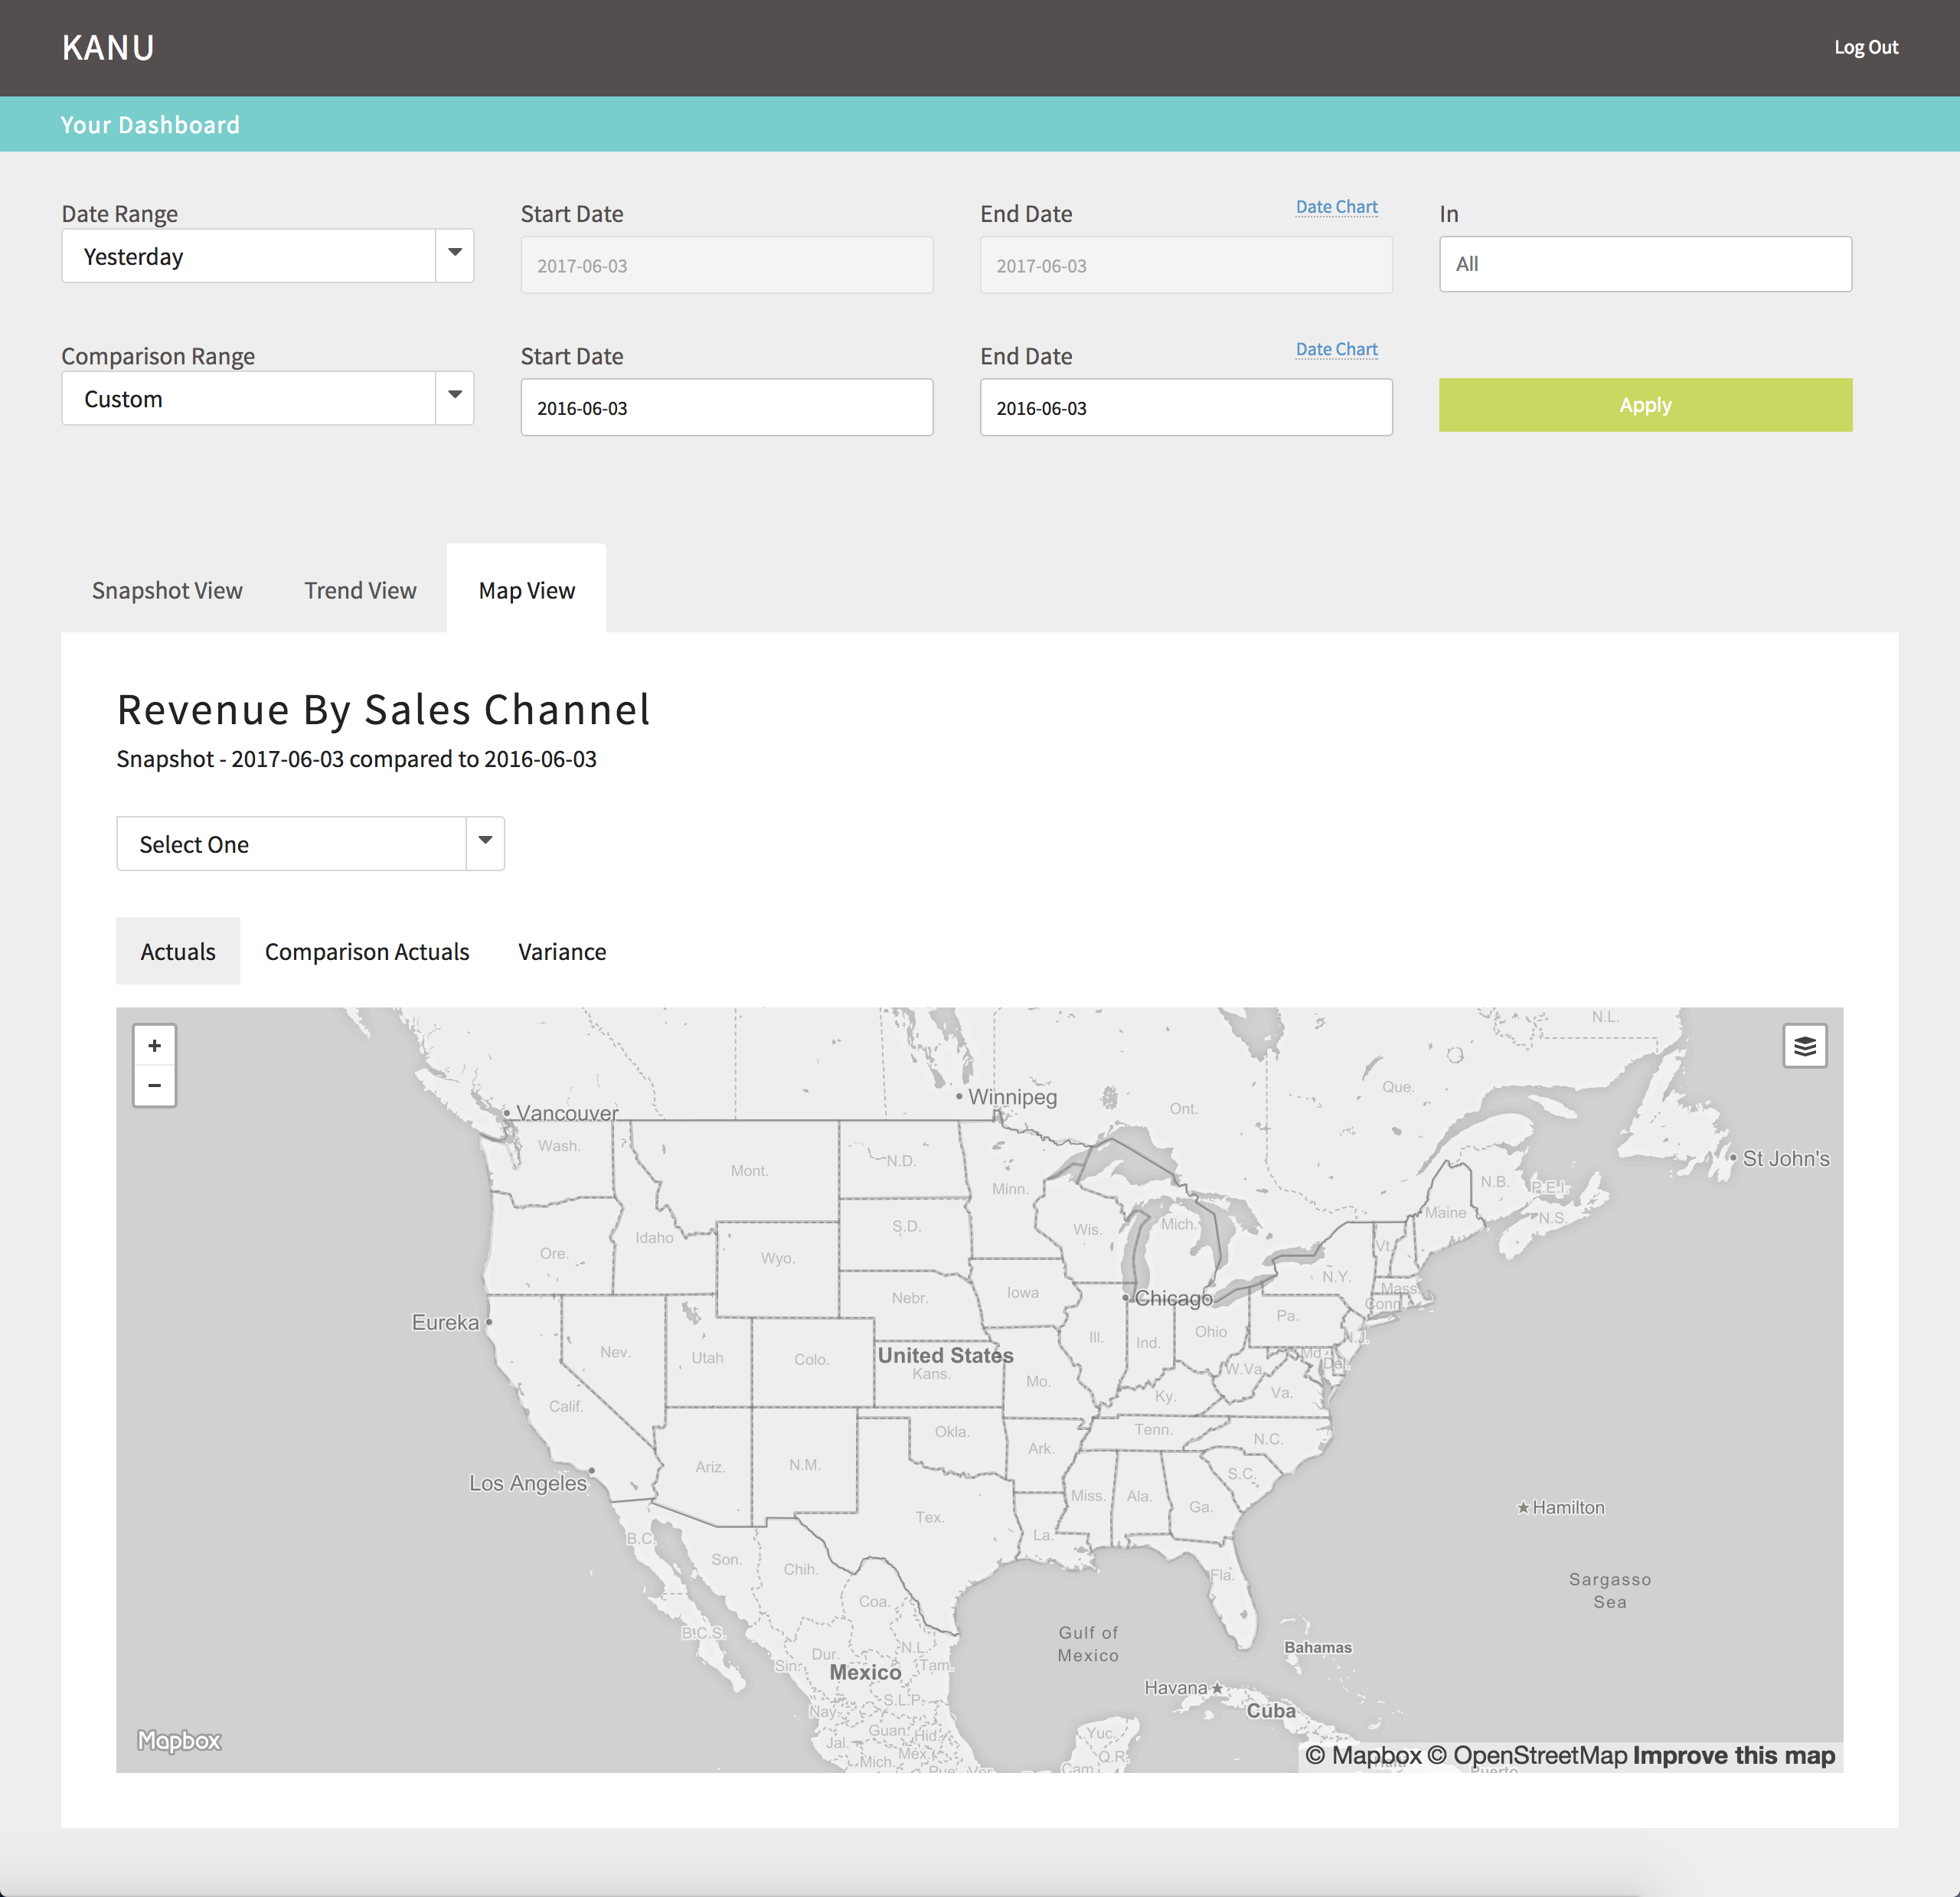 KANU
Log Out
Your Dashboard
Date Range
Start Date
End Date
Date Chart
In
Yesterday
2017-06-03
2017-06-03
All
Comparison Range
Start Date
End Date
Date Chart
Custom
2016-06-03
2016-06-03
Apply
Snapshot View
Trend View
Map View
Revenue By Sales Channel
Snapshot - 2017-06-03 compared to 2016-06-03
Select One
Actuals
Comparison Actuals
Variance
+
−
N.L.
Que.
Winnipeg
Ont.
Vancouver
Wash.
St John's
N.D.
Mont.
N.B.
P.E.I.
Minn.
Maine
N.S.
Mich.
S.D.
Wis.
Idaho
Vt.
Ore.
Wyo.
N.Y.
Mass.
Iowa
Nebr.
Chicago
Conn.
Pa.
Eureka
Ohio
N.J.
Ill.
Ind.
Nev.
Utah
Colo.
United States
Md.
Del.
Kans.
W.Va.
Mo.
Va.
Ky.
Calif.
Okla.
Tenn.
N.C.
Ark.
Ariz.
N.M.
S.C.
Los Angeles
Miss.
Ala.
Ga.
Hamilton
Tex.
La.
B.C.
Son.
Chih.
Fla.
Sargasso
Sea
Coa.
B.C.S.
Gulf of
Mexico
N.L.
Bahamas
Dur.
Sin.
Mexico
Tam.
Havana
S.L.P.
Nay.
Cuba
Guan.
Hid.
Yuc.
Jal.
Mex.
Mich.
Q.R.
Cam.
Pue.
Ver.
Haiti
Puerto
Mapbox
© Mapbox © OpenStreetMap Improve this map